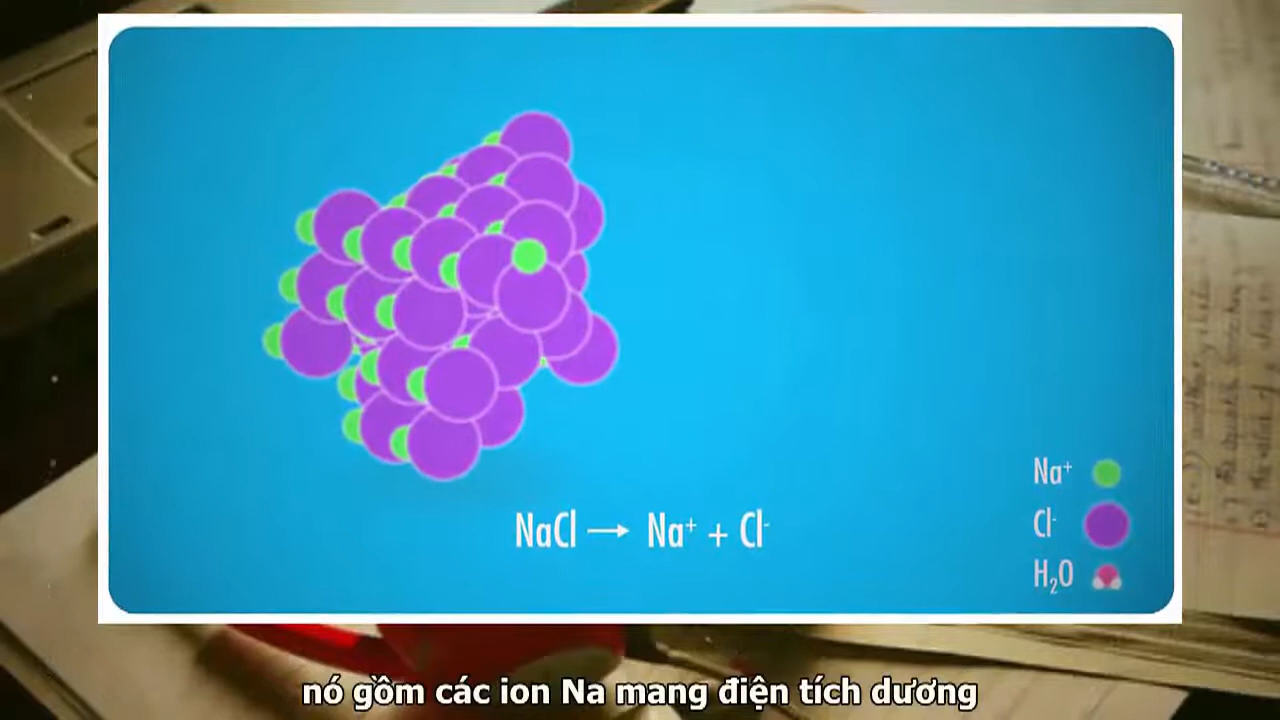 NaCl → Na⁺ + Cl⁻
Na⁺
Cl⁻
H₂O
nó gồm các ion Na mang điện tích dương